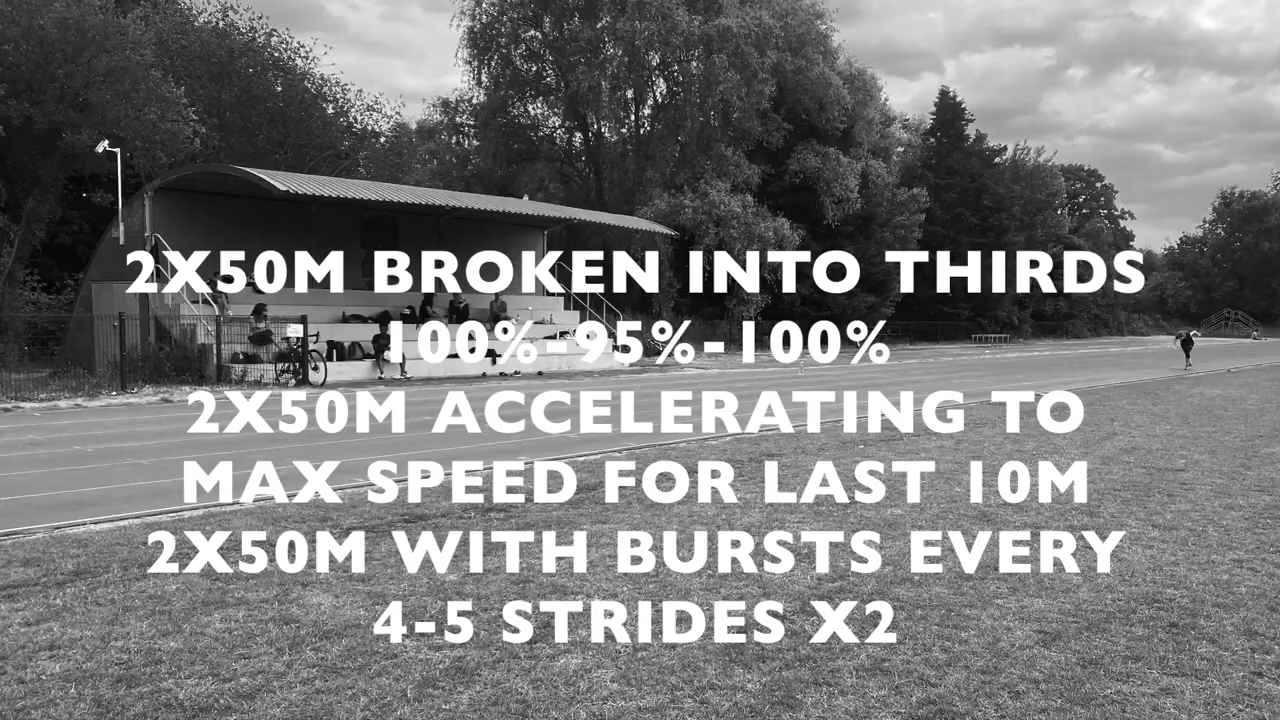 2X50M BROKEN INTO THIRDS
100%-95%-100%
2X50M ACCELERATING TO
MAX SPEED FOR LAST 10M
2X50M WITH BURSTS EVERY
4-5 STRIDES X2